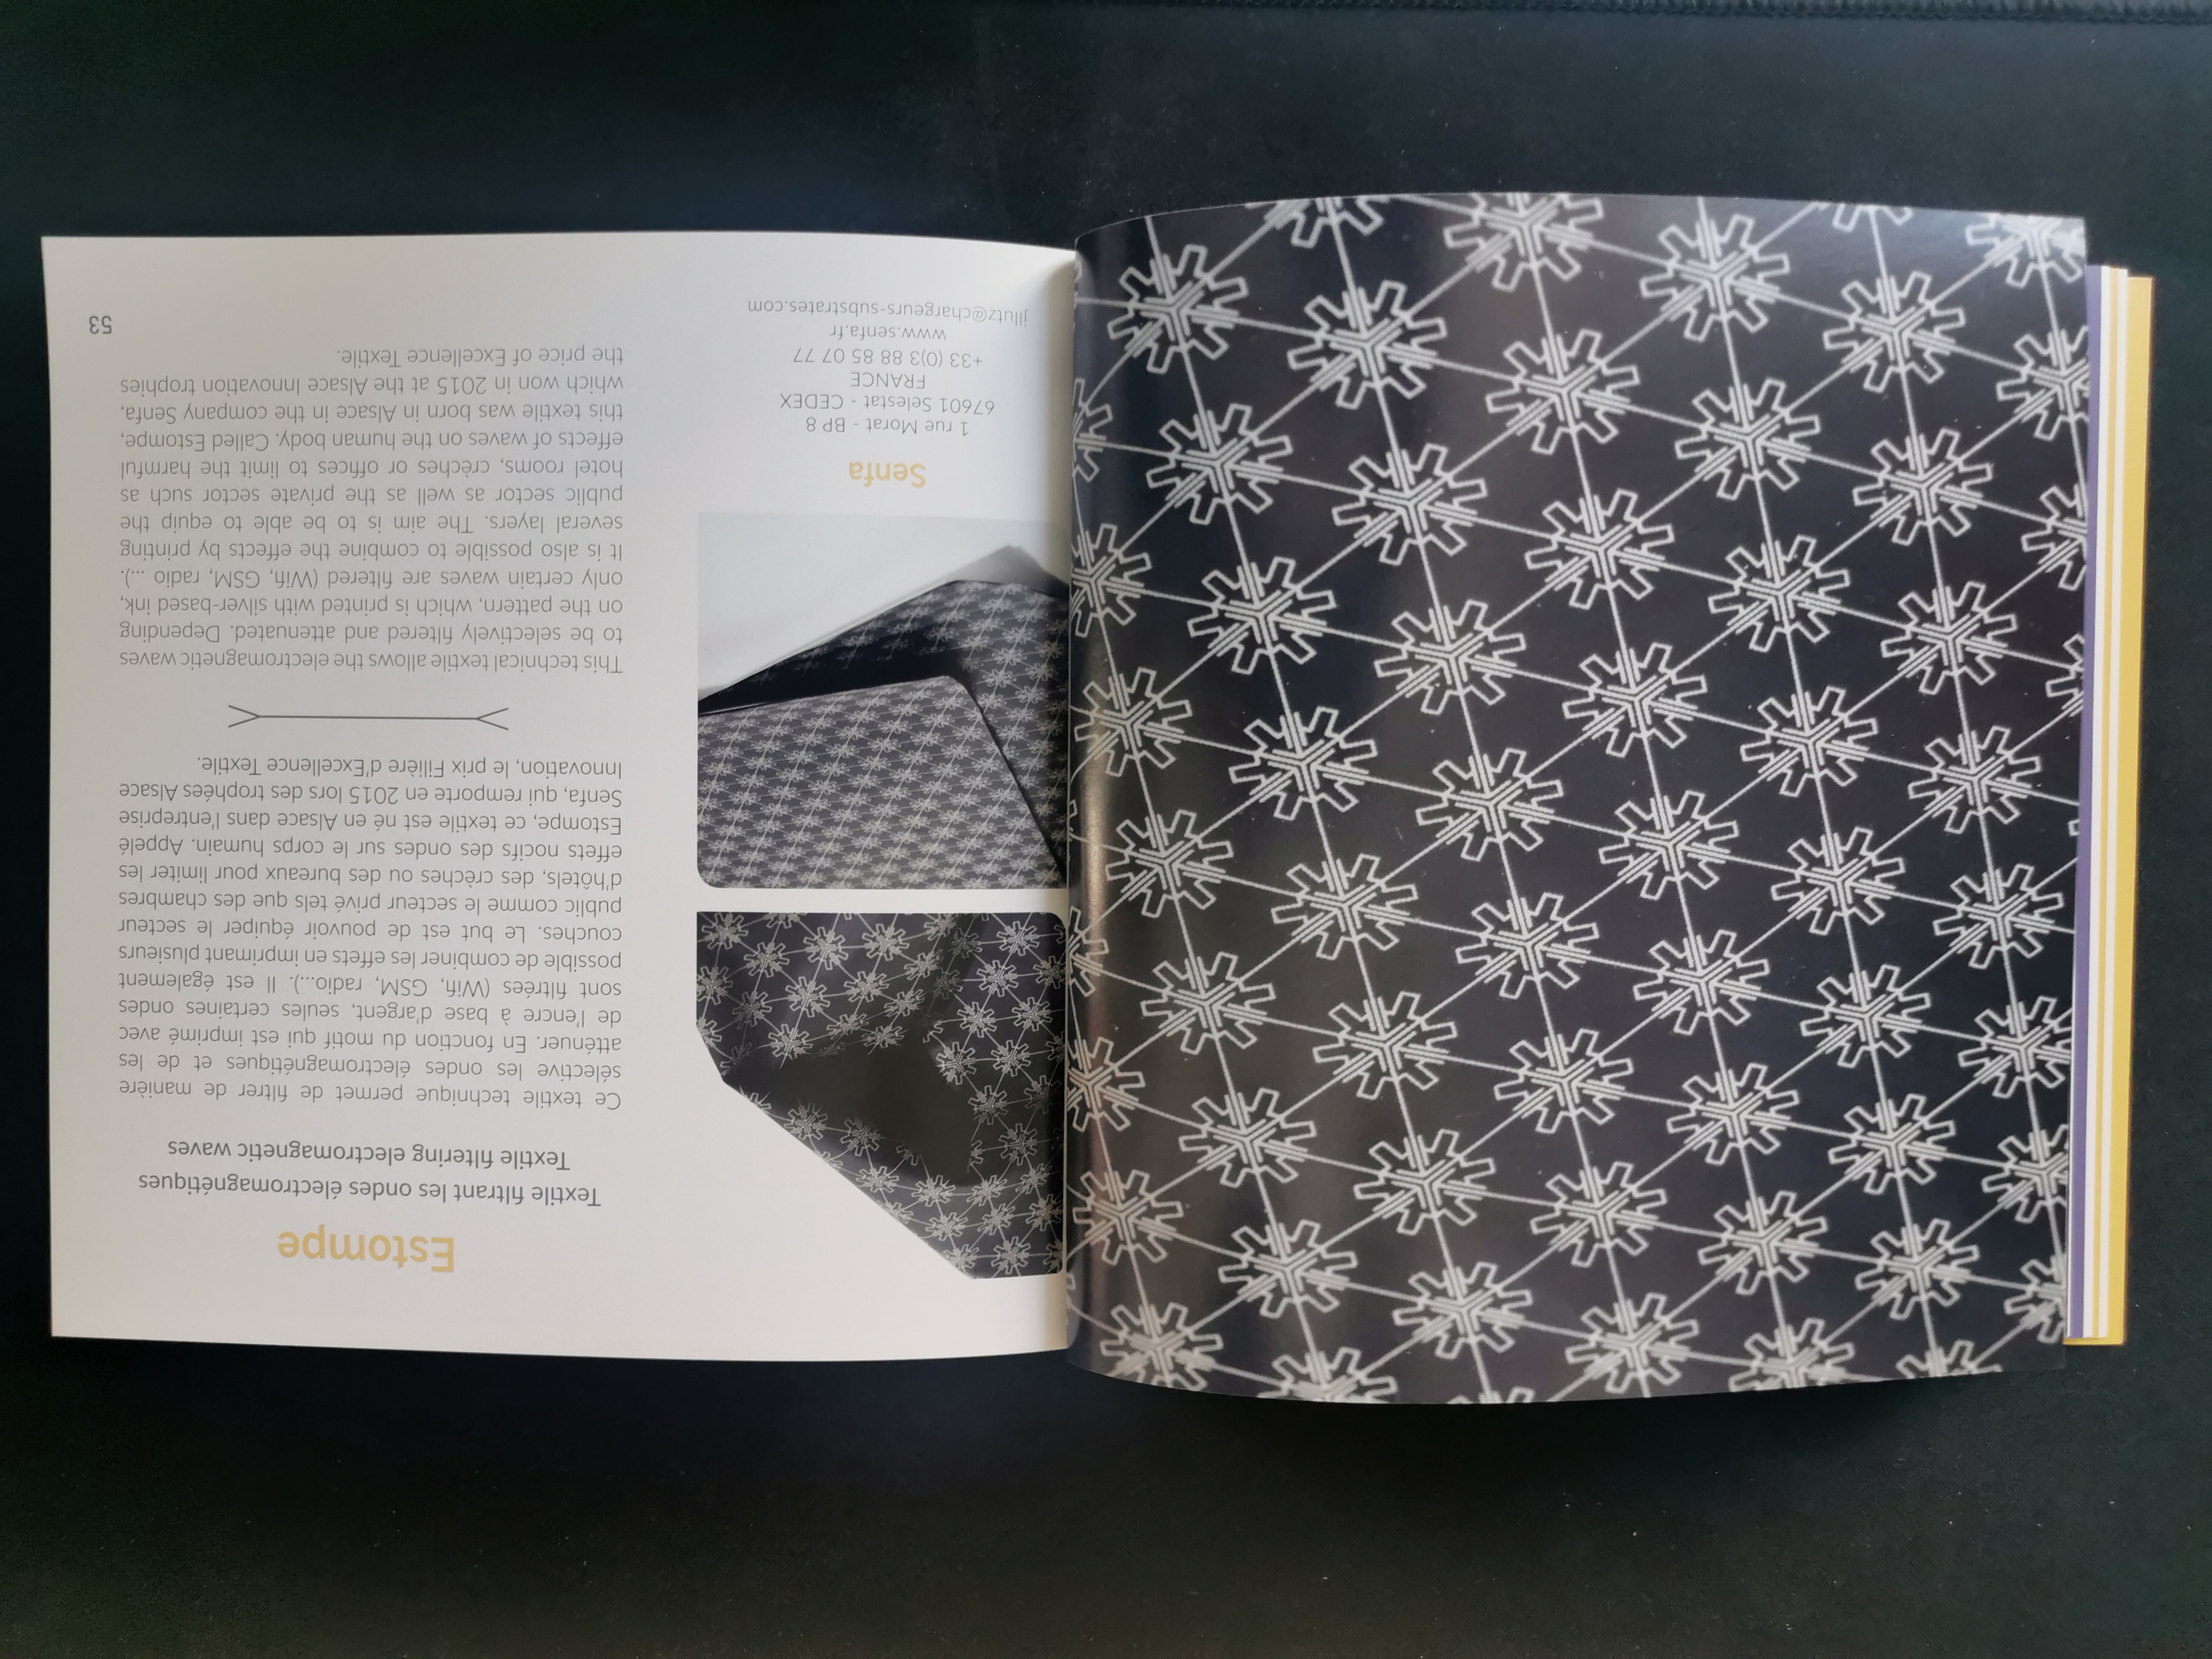 Estompe
Textile filtrant les ondes électromagnétiques
Textile filtering electromagnetic waves
Ce textile technique permet de filtrer de manière
sélective les ondes électromagnétiques et de les
atténuer. En fonction du motif qui est imprimé avec
de l'encre à base d'argent, seules certaines ondes
sont filtrées (Wifi, GSM, radio...). Il est également
possible de combiner les effets en imprimant plusieurs
couches. Le but est de pouvoir équiper le secteur
public comme le secteur privé tels que des chambres
d'hôtels, des crèches ou des bureaux pour limiter les
effets nocifs des ondes sur le corps humain. Appelé
Estompe, ce textile est né en Alsace dans l'entreprise
Senfa, qui remporte en 2015 lors des trophées Alsace
Innovation, le prix Filière d'Excellence Textile.
This technical textile allows the electromagnetic waves
to be selectively filtered and attenuated. Depending
on the pattern, which is printed with silver-based ink,
only certain waves are filtered (Wifi, GSM, radio ...).
It is also possible to combine the effects by printing
several layers. The aim is to be able to equip the
public sector as well as the private sector such as
hotel rooms, crèches or offices to limit the harmful
effects of waves on the human body. Called Estompe,
this textile was born in Alsace in the company Senfa,
which won in 2015 at the Alsace Innovation trophies
the price of Excellence Textile.
Senfa
1 rue Morat - BP 8
67601 Selestat - CEDEX
FRANCE
+33 (0)3 88 85 07 77
www.senfa.fr
jllutz@chargeurs-substrates.com
53